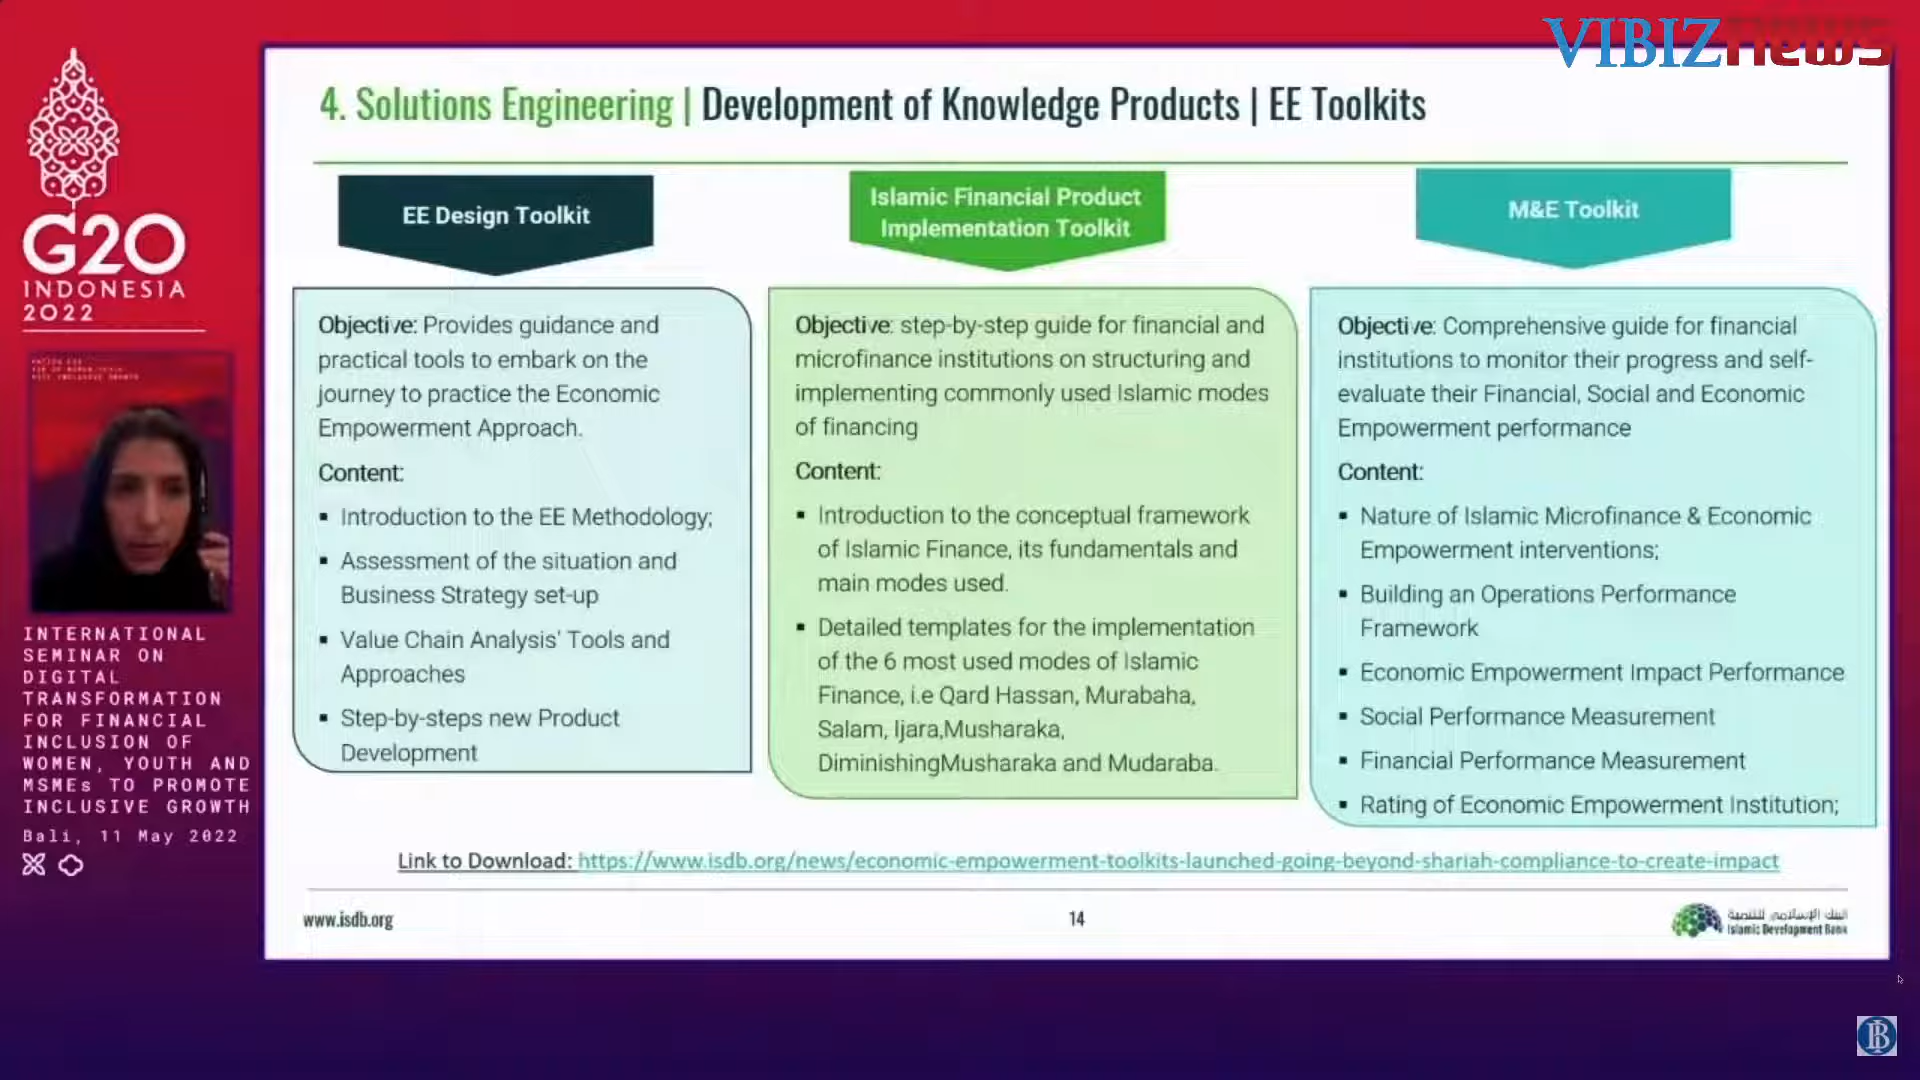 VIBIZnews
G20
INDONESIA
2022
INTERNATIONAL
SEMINAR ON
DIGITAL
TRANSFORMATION
FOR FINANCIAL
INCLUSION OF
WOMEN, YOUTH AND
MSMEs TO PROMOTE
INCLUSIVE GROWTH
Bali, 11 May 2022
4. Solutions Engineering | Development of Knowledge Products | EE Toolkits
EE Design Toolkit
Objective: Provides guidance and
practical tools to embark on the
journey to practice the Economic
Empowerment Approach.
Content:
▪ Introduction to the EE Methodology;
▪ Assessment of the situation and
Business Strategy set-up
▪ Value Chain Analysis' Tools and
Approaches
▪ Step-by-steps new Product
Development
Islamic Financial Product
Implementation Toolkit
Objective: step-by-step guide for financial and
microfinance institutions on structuring and
implementing commonly used Islamic modes
of financing
Content:
▪ Introduction to the conceptual framework
of Islamic Finance, its fundamentals and
main modes used.
▪ Detailed templates for the implementation
of the 6 most used modes of Islamic
Finance, i.e Qard Hassan, Murabaha,
Salam, Ijara,Musharaka,
DiminishingMusharaka and Mudaraba.
M&E Toolkit
Objective: Comprehensive guide for financial
institutions to monitor their progress and self-
evaluate their Financial, Social and Economic
Empowerment performance
Content:
▪ Nature of Islamic Microfinance & Economic
Empowerment interventions;
▪ Building an Operations Performance
Framework
▪ Economic Empowerment Impact Performance
▪ Social Performance Measurement
▪ Financial Performance Measurement
▪ Rating of Economic Empowerment Institution;
Link to Download: https://www.isdb.org/news/economic-empowerment-toolkits-launched-going-beyond-shariah-compliance-to-create-impact
www.isdb.org
14
البنك الإسلامي للتنمية
Islamic Development Bank